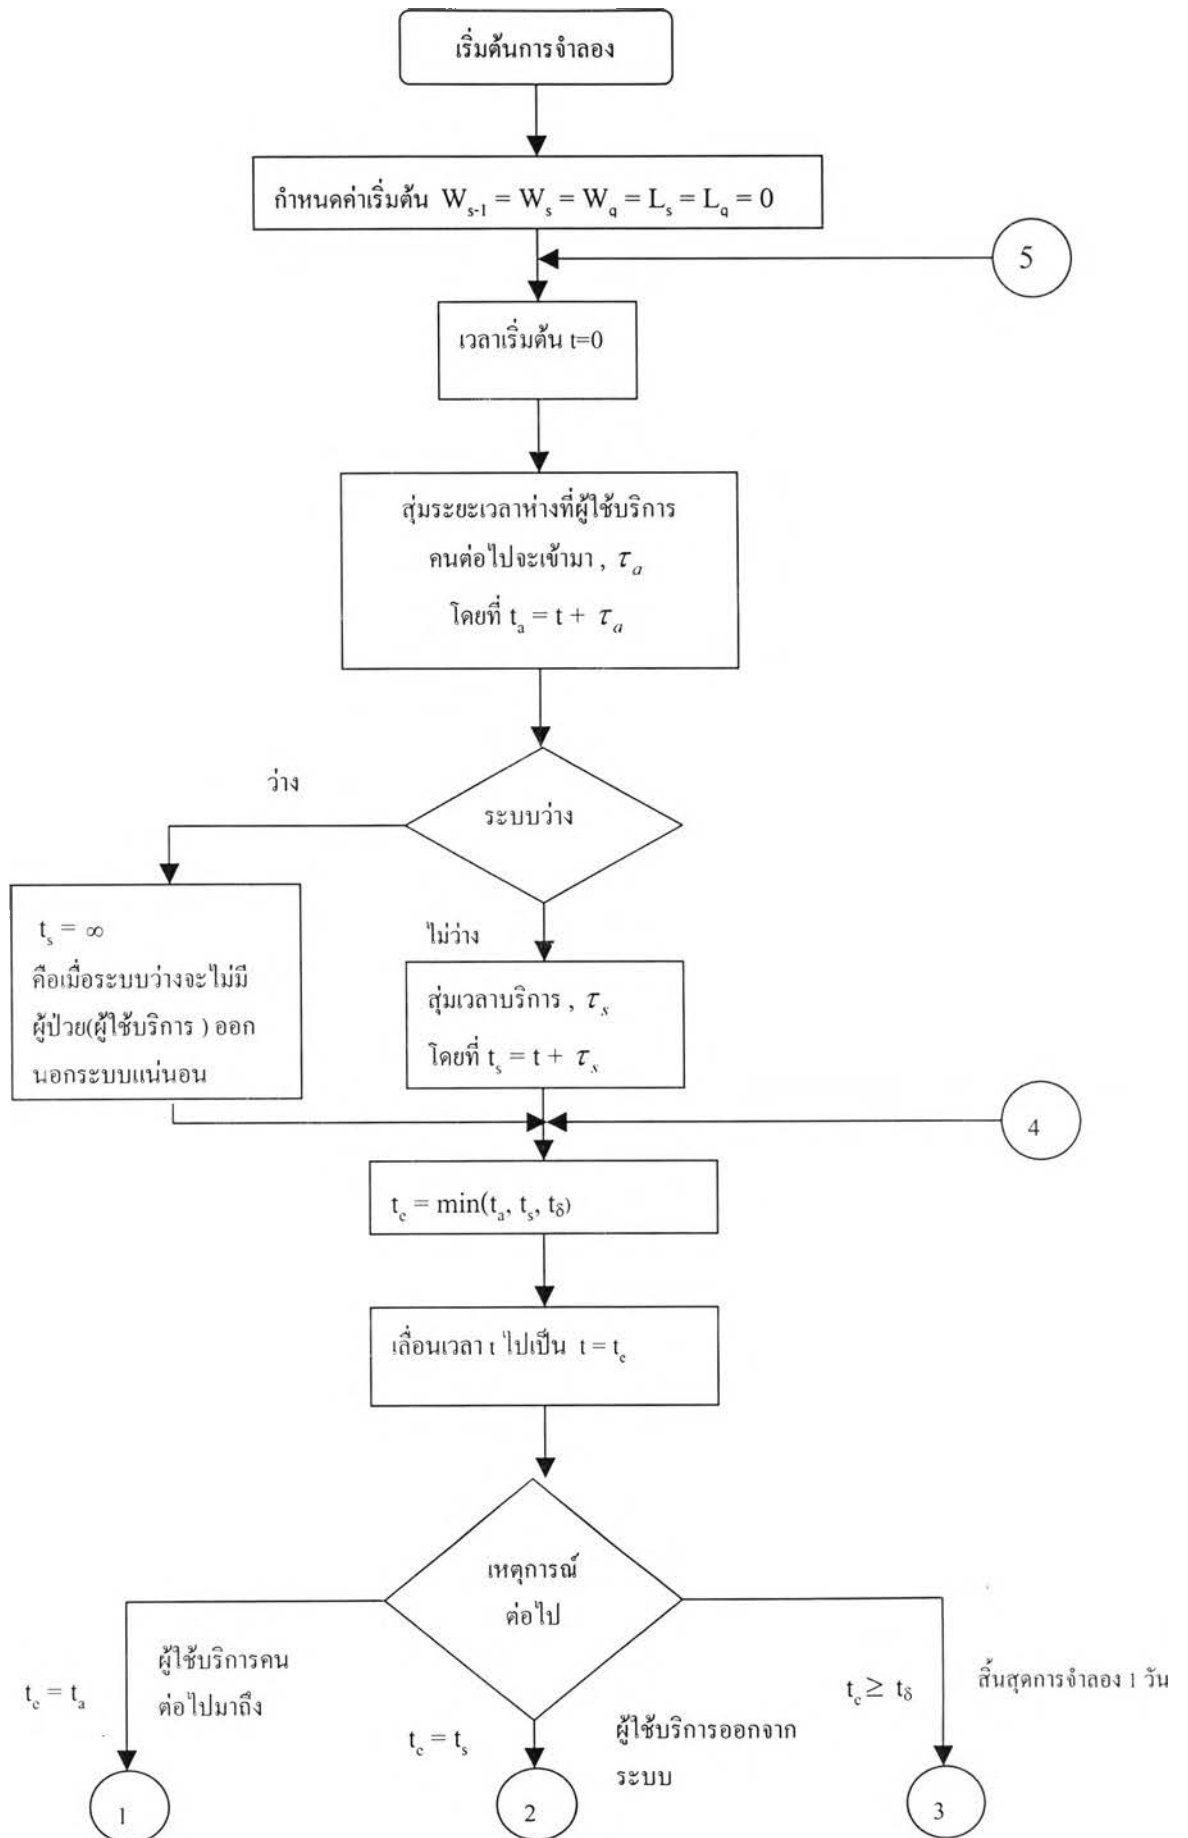 เริ่มต้นการจำลอง
กำหนดค่าเริ่มต้น W_{s-1} = W_s = W_q = L_s = L_q = 0
5
เวลาเริ่มต้น t=0
สุ่มระยะเวลาห่างที่ผู้ใช้บริการ
คนต่อไปจะเข้ามา , τ_a
โดยที่ t_a = t + τ_a
ว่าง
ระบบว่าง
t_s = ∞
คือเมื่อระบบว่างจะไม่มี
ผู้ป่วย(ผู้ใช้บริการ ) ออก
นอกระบบแน่นอน
ไม่ว่าง
สุ่มเวลาบริการ , τ_s
โดยที่ t_s = t + τ_s
4
t_e = min(t_a, t_s, t_δ)
เลื่อนเวลา t ไปเป็น t = t_e
เหตุการณ์
ต่อไป
ผู้ใช้บริการคน
ต่อไปมาถึง
t_e = t_a
t_e = t_s
ผู้ใช้บริการออกจาก
ระบบ
t_e ≥ t_δ
สิ้นสุดการจำลอง 1 วัน
1
2
3